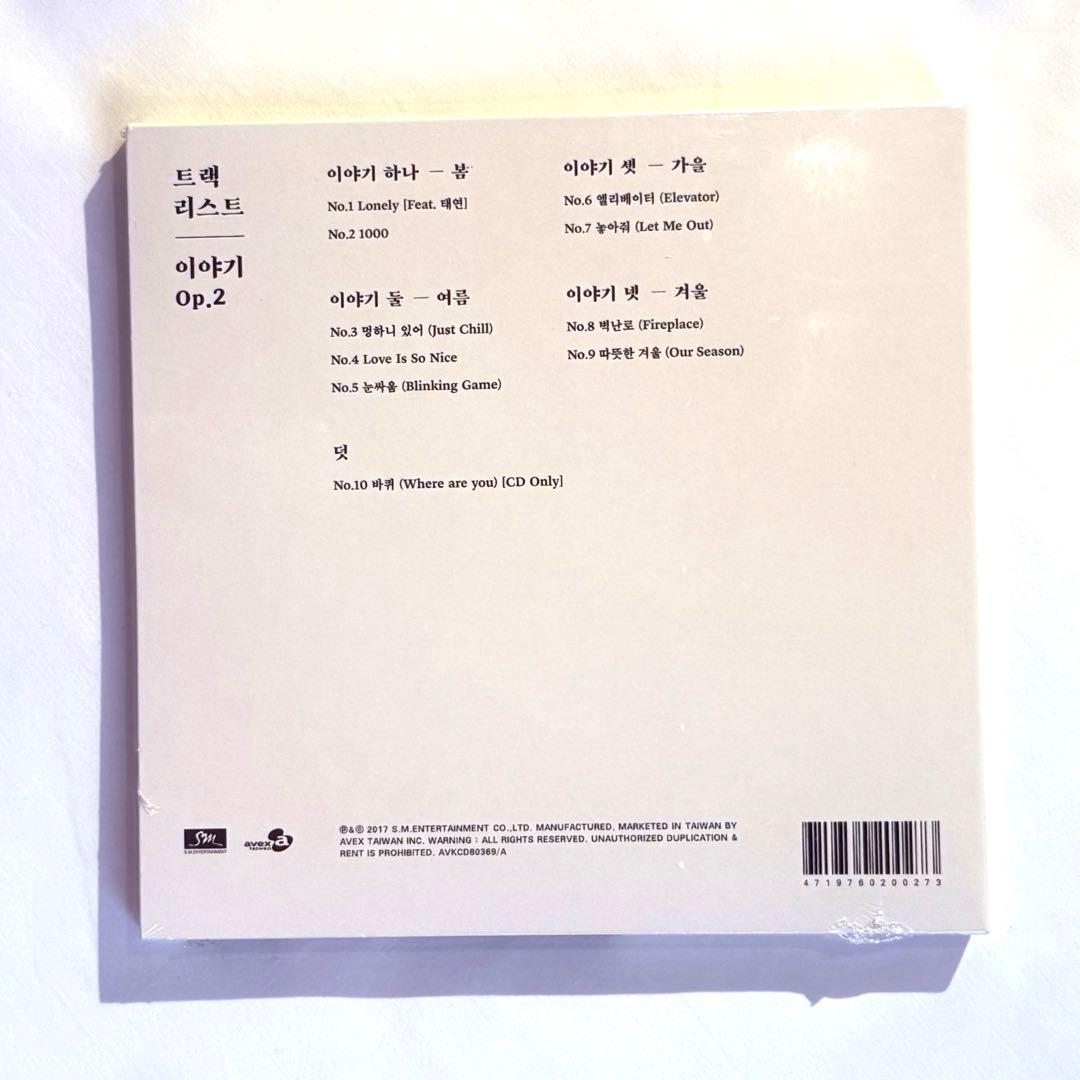 트랙
리스트
이야기
Op.2
이야기 하나 — 봄
No.1 Lonely [Feat. 태연]
No.2 1000
이야기 둘 — 여름
No.3 멍하니 있어 (Just Chill)
No.4 Love Is So Nice
No.5 눈싸움 (Blinking Game)
이야기 셋 — 가을
No.6 엘리베이터 (Elevator)
No.7 놓아줘 (Let Me Out)
이야기 넷 — 겨울
No.8 벽난로 (Fireplace)
No.9 따뜻한 겨울 (Our Season)
덧
No.10 바퀴 (Where are you) [CD Only]
SM
S.M.ENTERTAINMENT
avex
TAIWAN
a
℗&© 2017 S.M.ENTERTAINMENT CO.,LTD. MANUFACTURED, MARKETED IN TAIWAN BY
AVEX TAIWAN INC. WARNING : ALL RIGHTS RESERVED. UNAUTHORIZED DUPLICATION &
RENT IS PROHIBITED. AVKCD80369/A
4719760200273